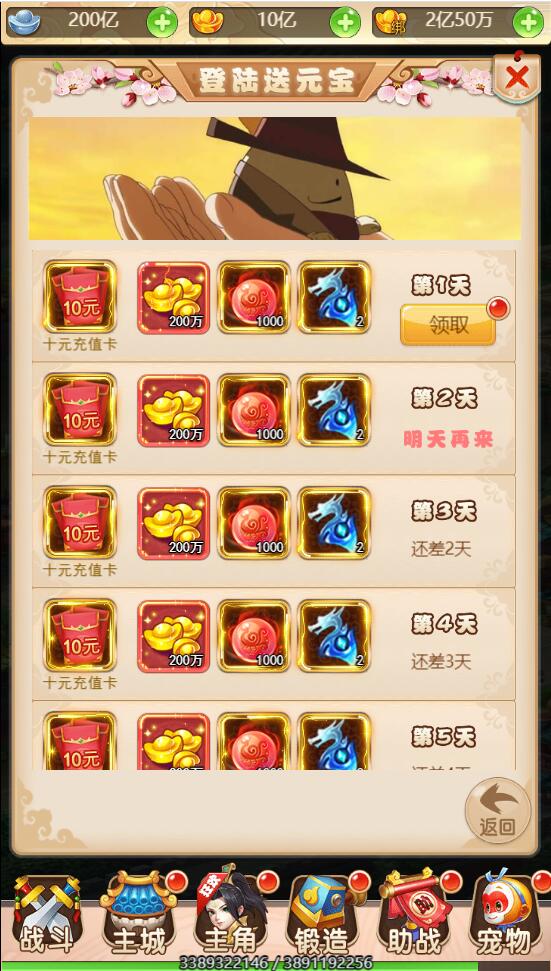 200亿
10亿
绑
2亿50万
登陆送元宝
10元
200万
1000
2
第1天
领取
十元充值卡
10元
200万
1000
2
第2天
明天再来
十元充值卡
10元
200万
1000
2
第3天
还差2天
十元充值卡
10元
200万
1000
2
第4天
还差3天
十元充值卡
10元
第5天
返回
战斗
主城
狂欢
主角
锻造
助
助战
宠物
3389322146 / 3891192256